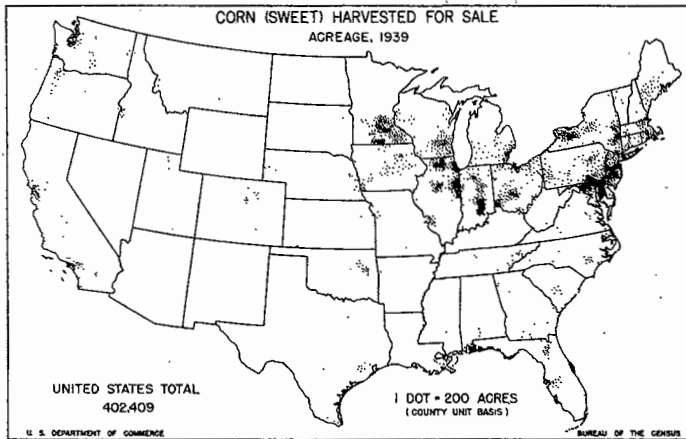 CORN (SWEET) HARVESTED FOR SALE
ACREAGE, 1939
UNITED STATES TOTAL
402,409
1 DOT = 200 ACRES
(COUNTY UNIT BASIS)
U. S. DEPARTMENT OF COMMERCE
BUREAU OF THE CENSUS